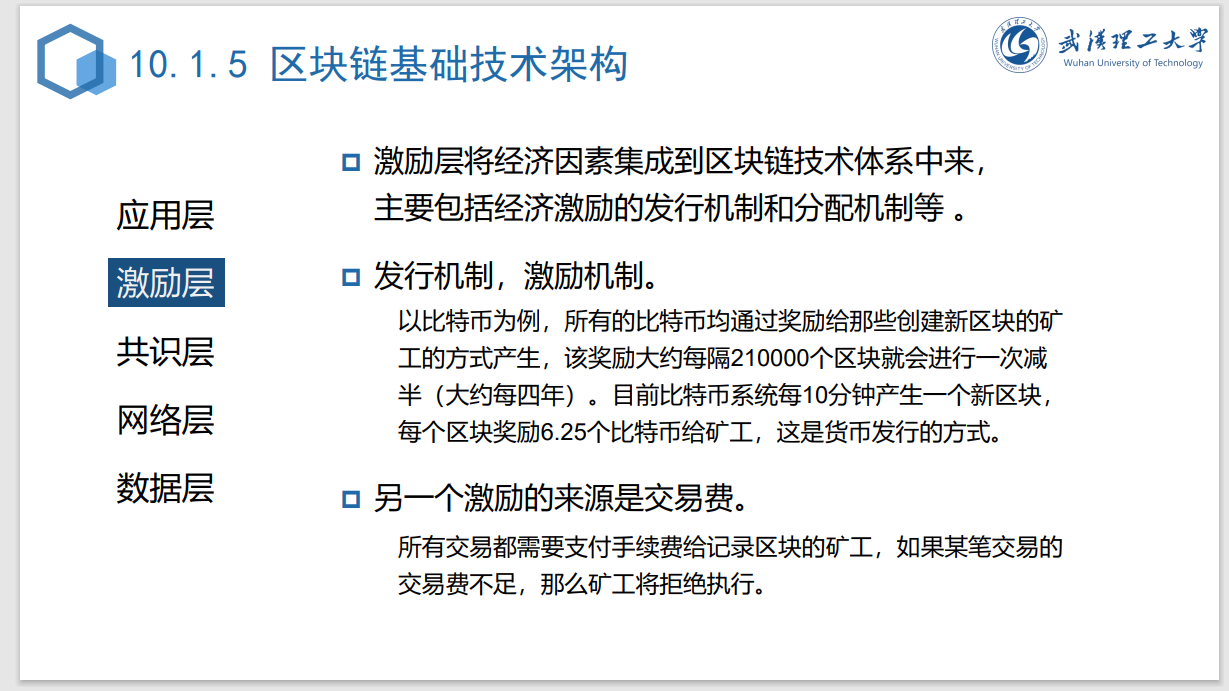 10.1.5 区块链基础技术架构
武汉理工大学
Wuhan University of Technology
应用层
激励层
共识层
网络层
数据层
激励层将经济因素集成到区块链技术体系中来，
主要包括经济激励的发行机制和分配机制等 。
发行机制，激励机制。
以比特币为例，所有的比特币均通过奖励给那些创建新区块的矿
工的方式产生，该奖励大约每隔210000个区块就会进行一次减
半（大约每四年）。目前比特币系统每10分钟产生一个新区块，
每个区块奖励6.25个比特币给矿工，这是货币发行的方式。
另一个激励的来源是交易费。
所有交易都需要支付手续费给记录区块的矿工，如果某笔交易的
交易费不足，那么矿工将拒绝执行。